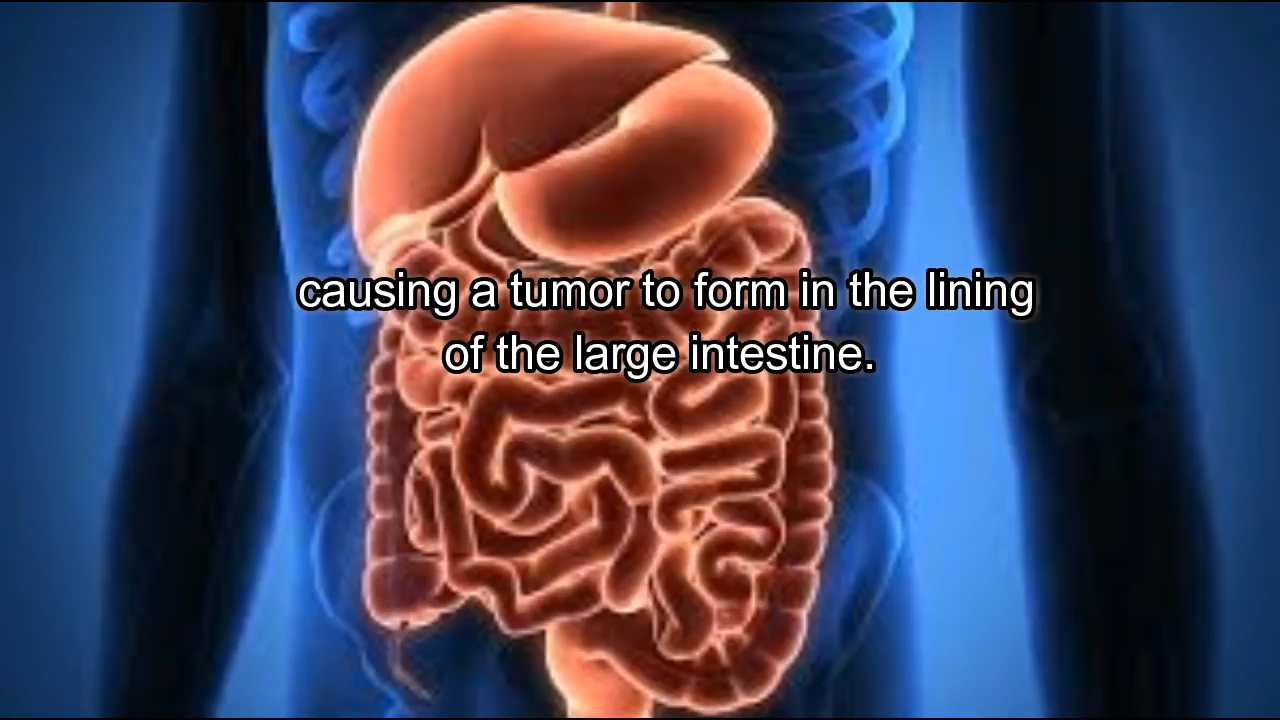 causing a tumor to form in the lining
of the large intestine.